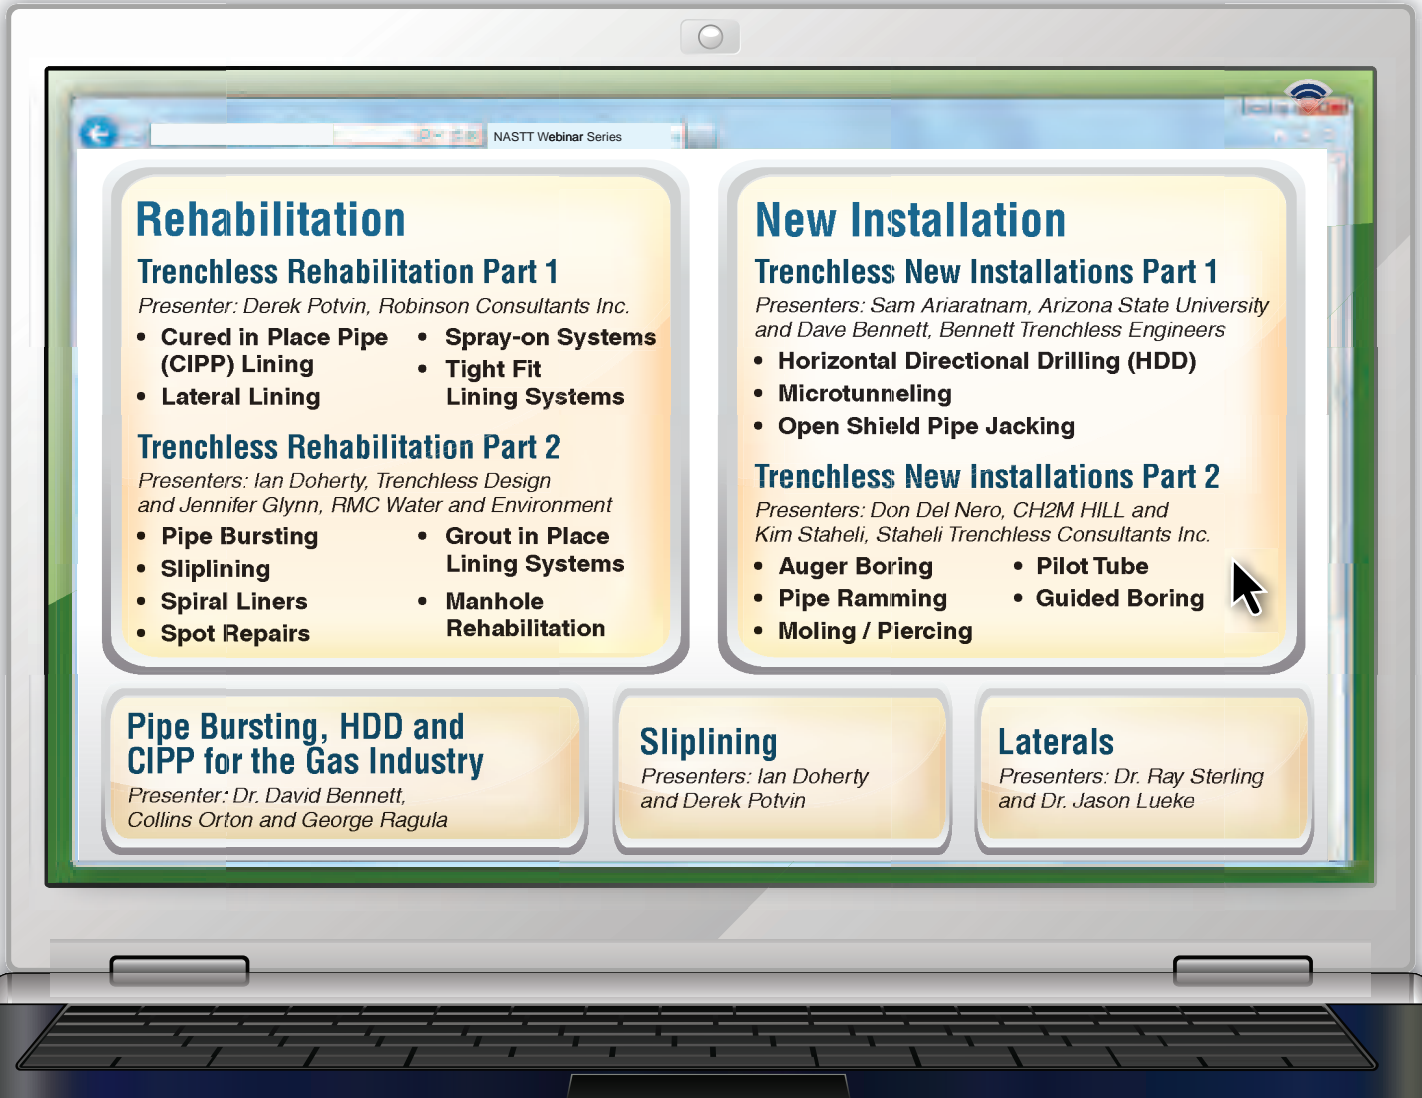 NASTT Webinar Series
Rehabilitation
Trenchless Rehabilitation Part 1
Presenter: Derek Potvin, Robinson Consultants Inc.
• Cured in Place Pipe
(CIPP) Lining
• Lateral Lining
• Spray-on Systems
• Tight Fit
Lining Systems
Trenchless Rehabilitation Part 2
Presenters: Ian Doherty, Trenchless Design
and Jennifer Glynn, RMC Water and Environment
• Pipe Bursting
• Sliplining
• Spiral Liners
• Spot Repairs
• Grout in Place
Lining Systems
• Manhole
Rehabilitation
New Installation
Trenchless New Installations Part 1
Presenters: Sam Ariaratnam, Arizona State University
and Dave Bennett, Bennett Trenchless Engineers
• Horizontal Directional Drilling (HDD)
• Microtunneling
• Open Shield Pipe Jacking
Trenchless New Installations Part 2
Presenters: Don Del Nero, CH2M HILL and
Kim Staheli, Staheli Trenchless Consultants Inc.
• Auger Boring
• Pipe Ramming
• Moling / Piercing
• Pilot Tube
• Guided Boring
Pipe Bursting, HDD and
CIPP for the Gas Industry
Presenter: Dr. David Bennett,
Collins Orton and George Ragula
Sliplining
Presenters: Ian Doherty
and Derek Potvin
Laterals
Presenters: Dr. Ray Sterling
and Dr. Jason Lueke